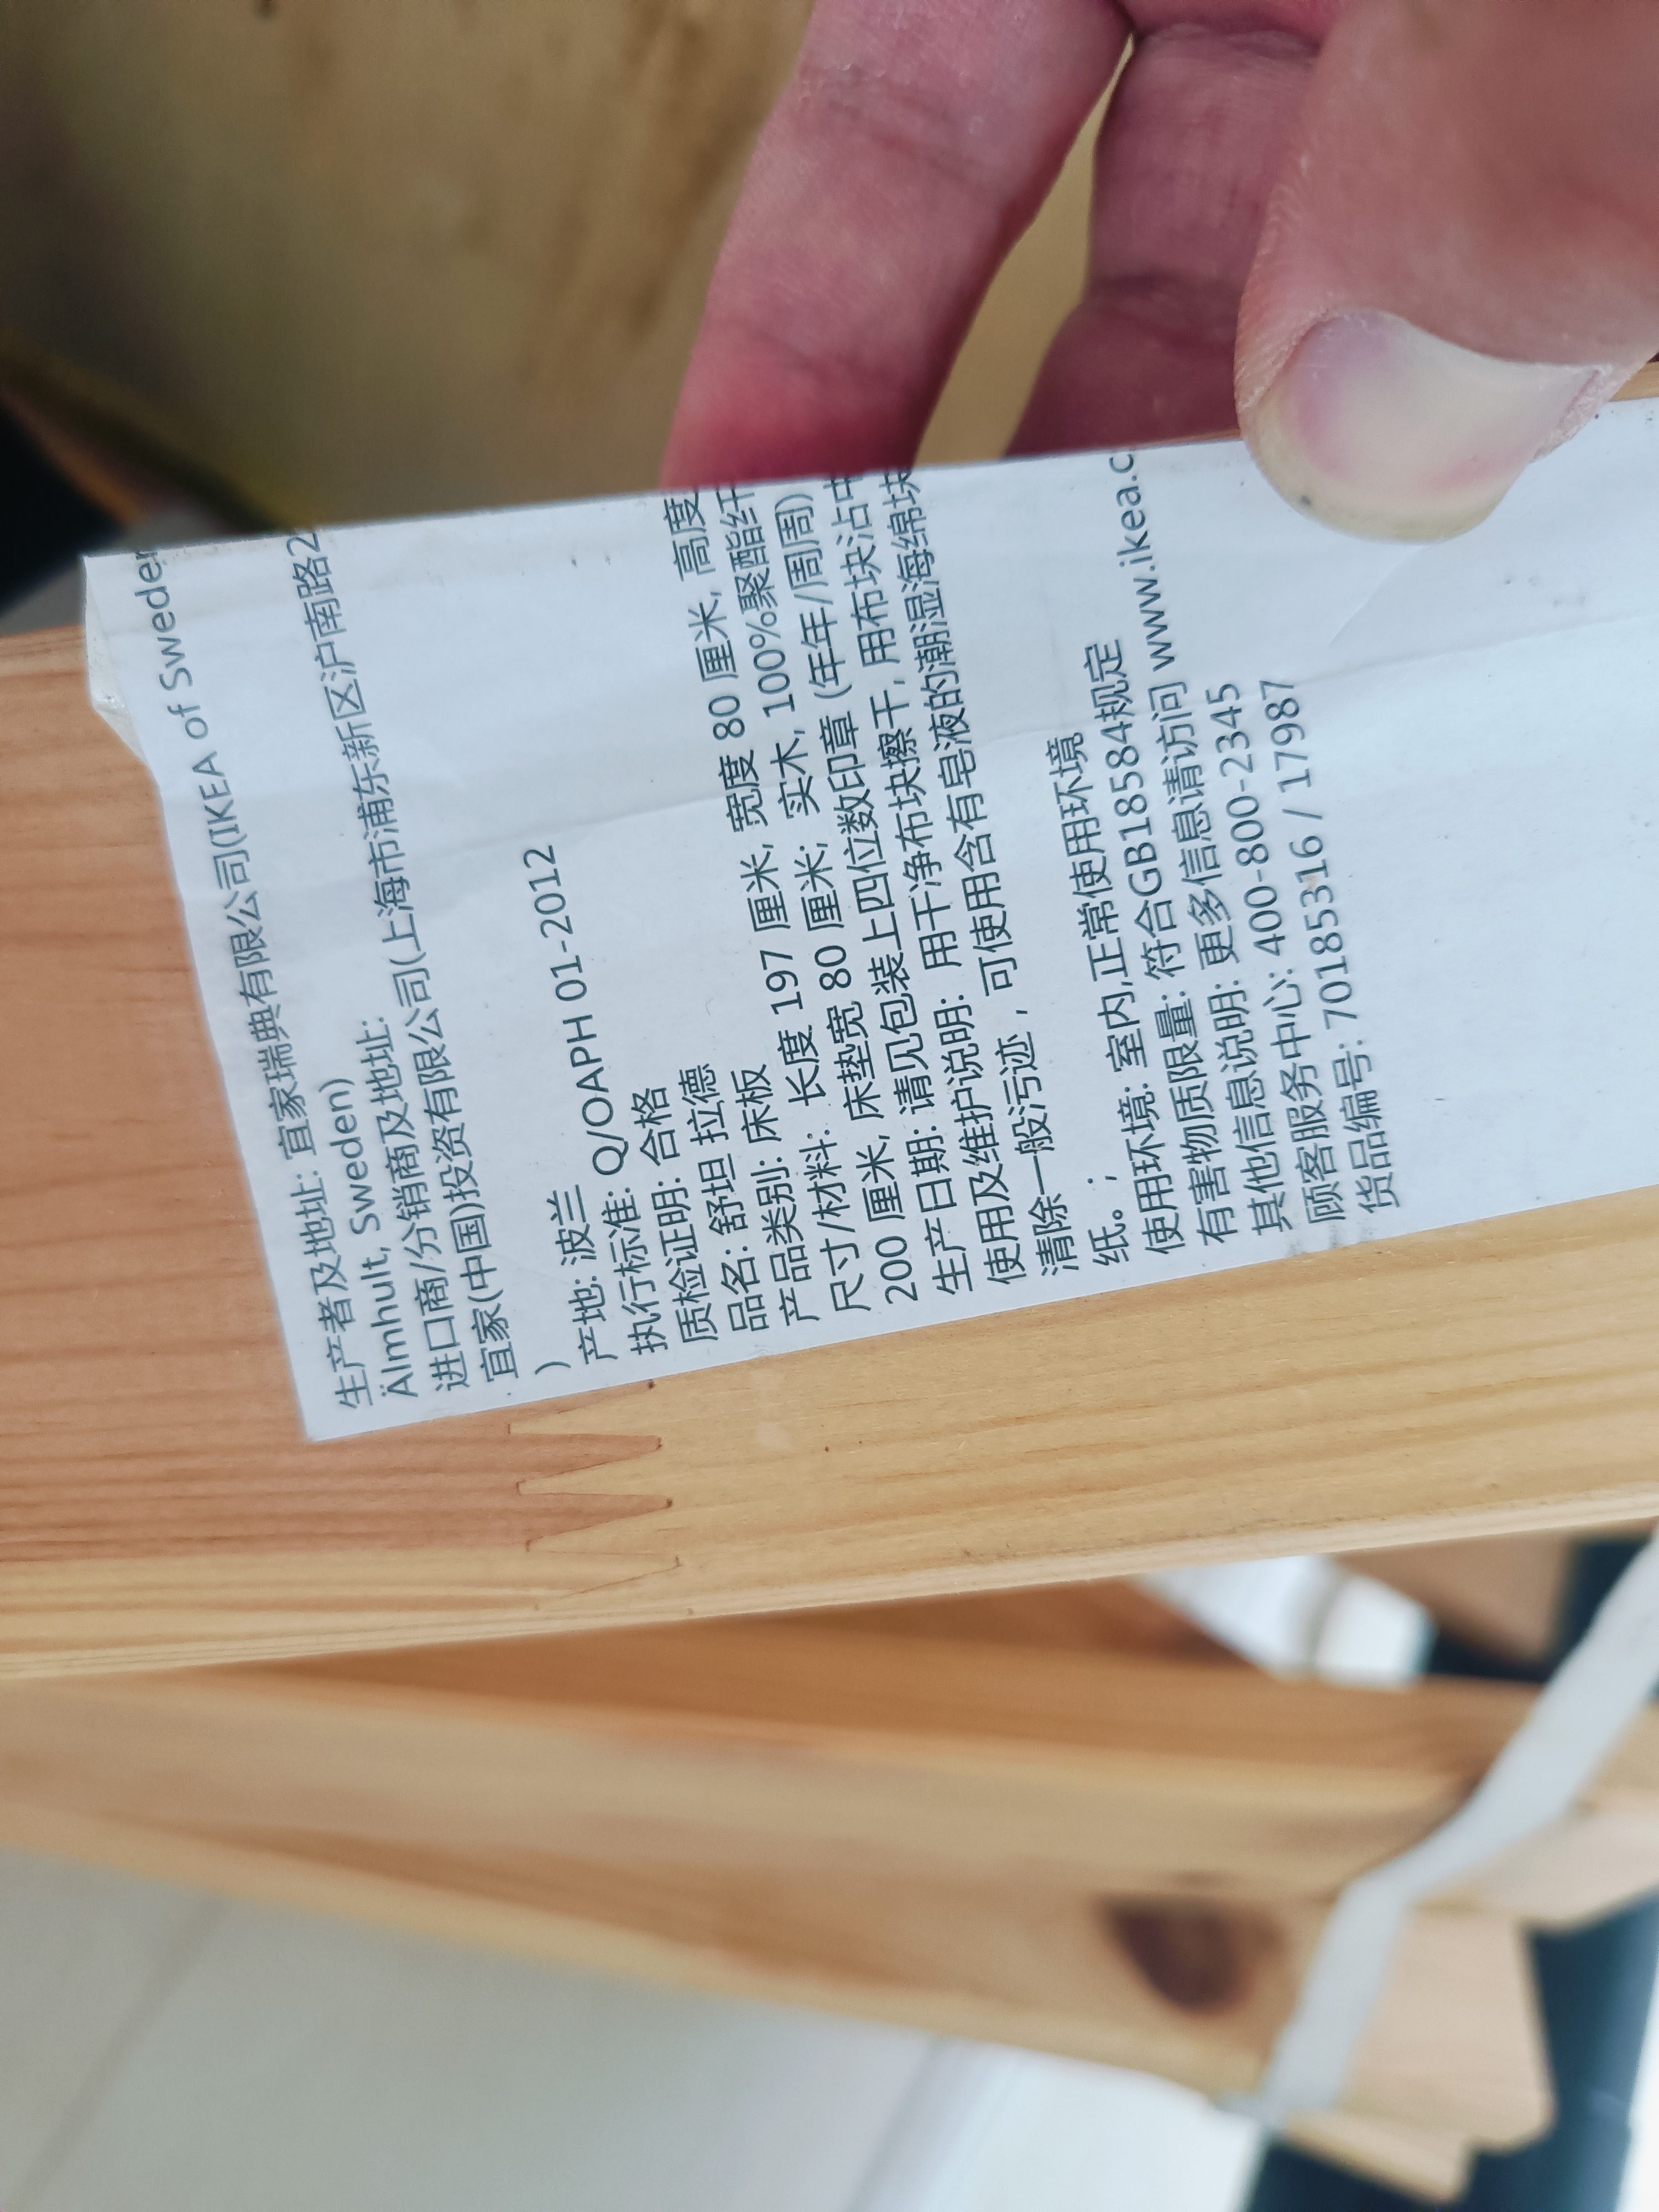 生产者及地址: 宜家瑞典有限公司(IKEA of Sweden
Älmhult, Sweden)
进口商/分销商及地址:
宜家(中国)投资有限公司(上海市浦东新区沪南路2
)
产地: 波兰
执行标准: Q/OAPH 01-2012
质检证明: 合格
品名: 舒坦 拉德
产品类别: 床板
尺寸/材料: 长度 197 厘米, 宽度 80 厘米, 高度
200 厘米, 床垫宽 80 厘米; 实木, 100%聚酯纤
生产日期: 请见包装上四位数印章 (年年/周周)
使用及维护说明: 用干净布块擦干, 用布块沾中
清除一般污迹，可使用含有皂液的潮湿海绵块
纸。;
使用环境: 室内,正常使用环境
有害物质限量: 符合GB18584规定
其他信息说明: 更多信息请访问 www.ikea.c
顾客服务中心: 400-800-2345
货品编号: 70185316 / 17987